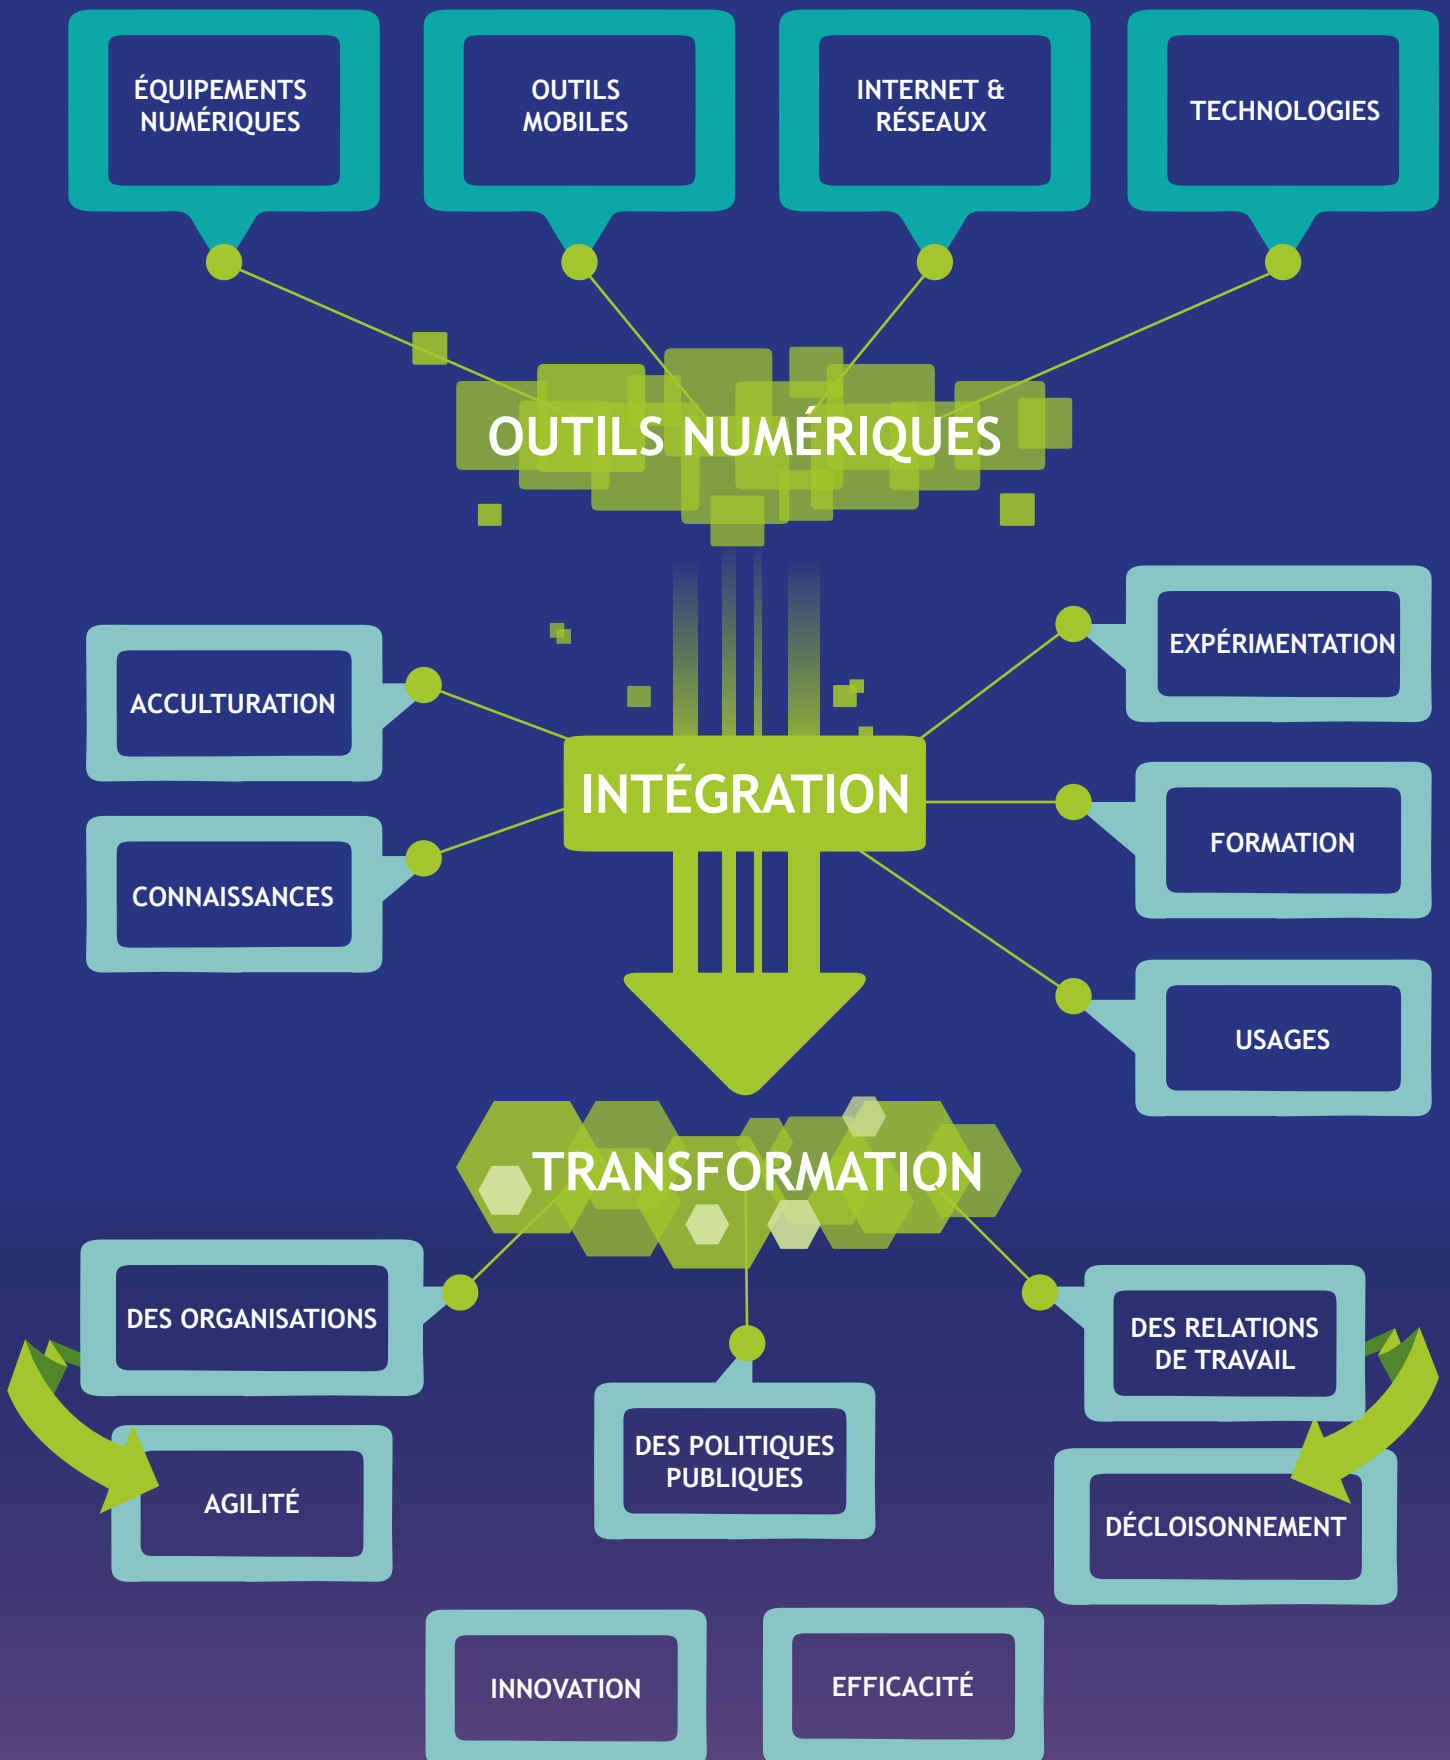 ÉQUIPEMENTS
NUMÉRIQUES
OUTILS
MOBILES
INTERNET &
RÉSEAUX
TECHNOLOGIES
OUTILS NUMÉRIQUES
EXPÉRIMENTATION
ACCULTURATION
INTÉGRATION
FORMATION
CONNAISSANCES
USAGES
TRANSFORMATION
DES ORGANISATIONS
DES RELATIONS
DE TRAVAIL
DES POLITIQUES
PUBLIQUES
AGILITÉ
DÉCLOISONNEMENT
INNOVATION
EFFICACITÉ